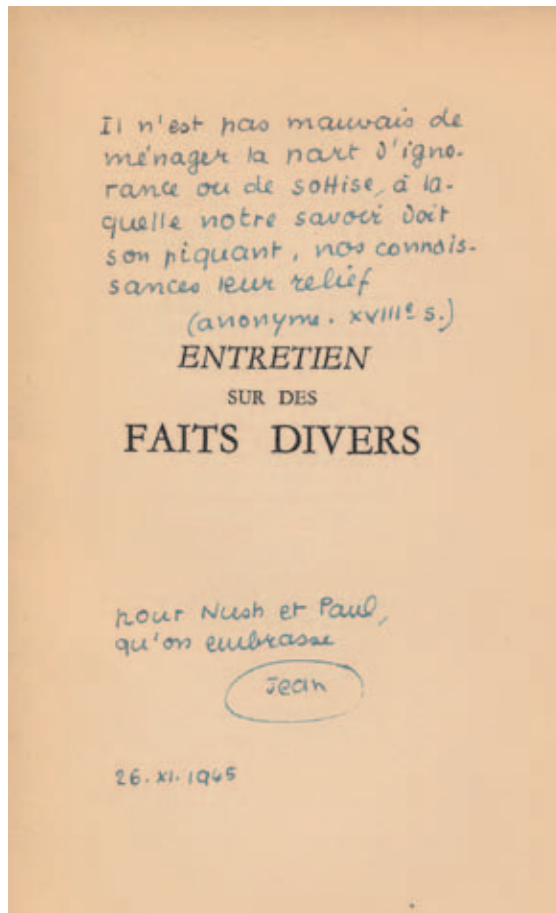 Il n'est pas mauvais de
ménager la part d'igno-
rance ou de sottise, à la-
quelle notre savoir doit
son piquant, nos connais-
sances leur relief
(anonyme. XVIIIe s.)
ENTRETIEN
SUR DES
FAITS DIVERS
pour Nush et Paul,
qu'on embrasse
Jean
26.XI.1945